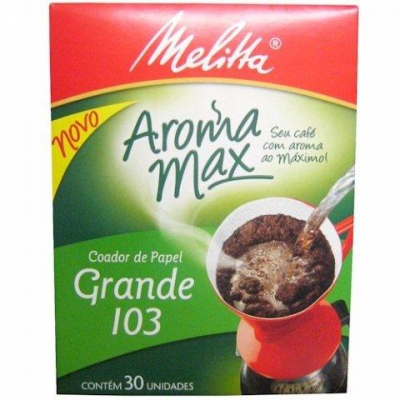 Melitta®
NOVO
Aroma
Max
Seu café
com aroma
ao Máximo!
Coador de Papel
Grande
103
CONTÉM 30 UNIDADES